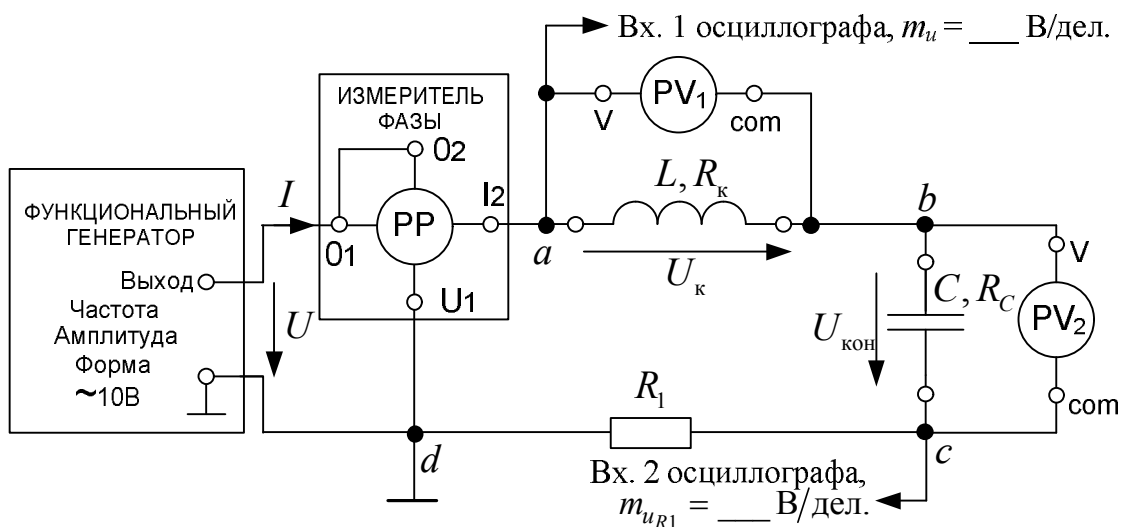 Вх. 1 осциллографа, mᵤ = ___ В/дел.
ИЗМЕРИТЕЛЬ
ФАЗЫ
PV1
V
com
02
ФУНКЦИОНАЛЬНЫЙ
ГЕНЕРАТОР
I
PP
I2
L, Rк
b
01
a
Выход
Uк
V
Частота
U
U1
C, RC
Амплитуда
Uкон
PV2
Форма
~10В
R1
com
d
c
Вх. 2 осциллографа,
muR1 = ___ В/дел.